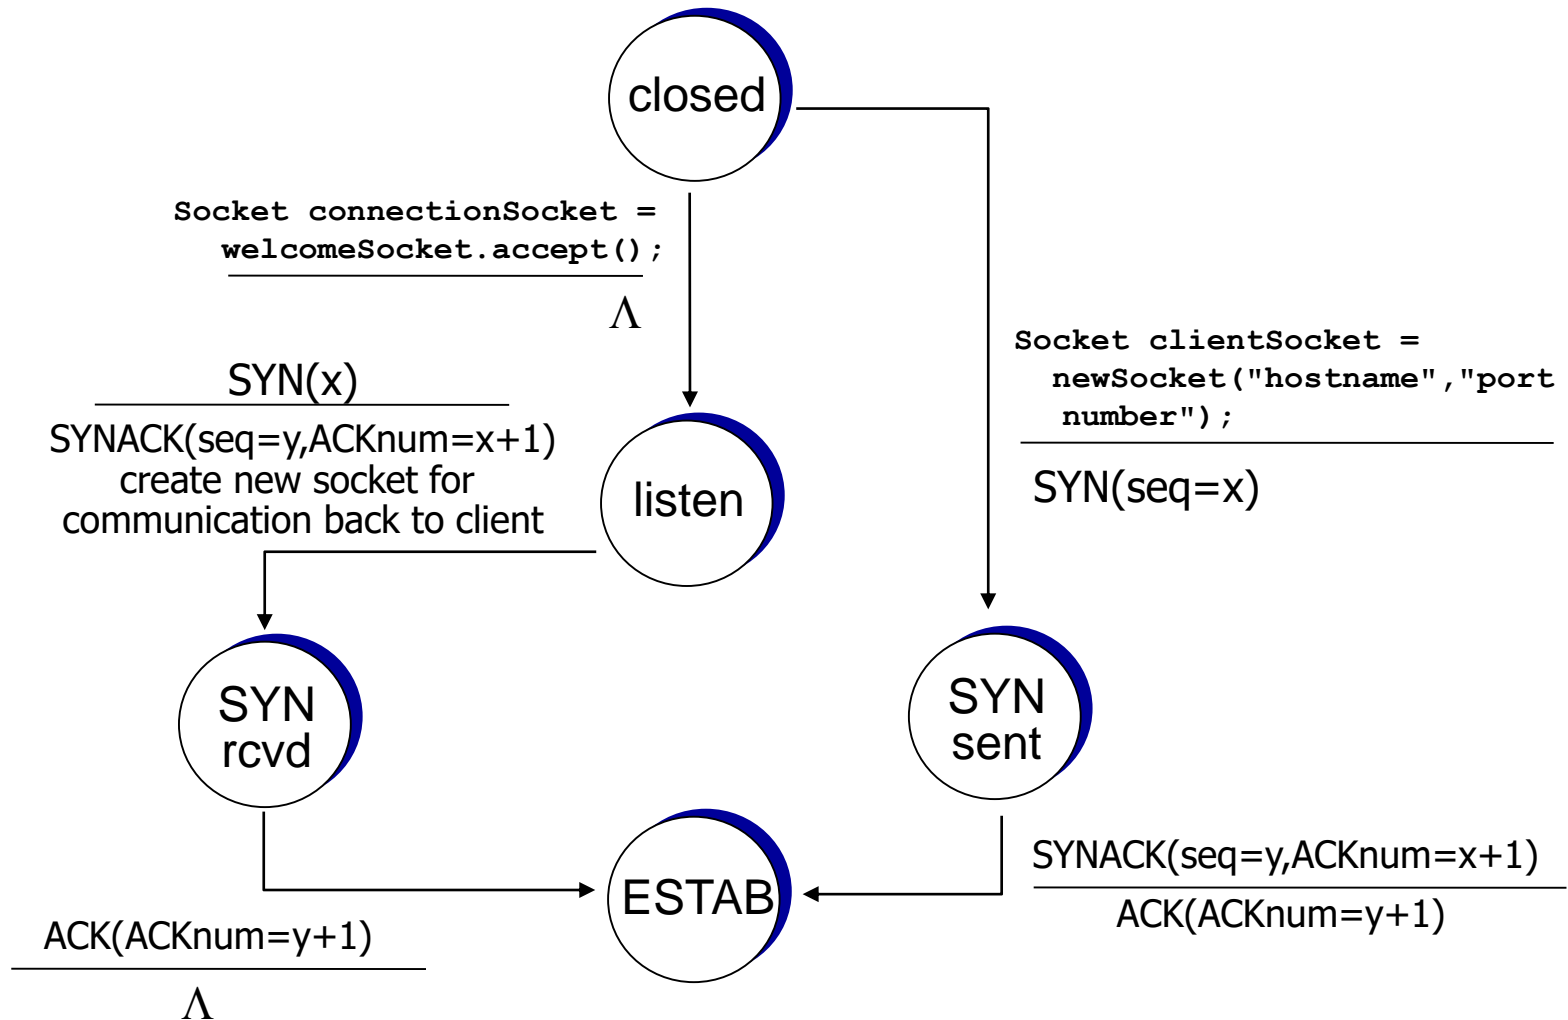 closed
Socket connectionSocket =
welcomeSocket.accept();
Λ
Socket clientSocket =
newSocket("hostname","port
number");
SYN(seq=x)
SYN(x)
SYNACK(seq=y,ACKnum=x+1)
create new socket for
communication back to client
listen
SYN
rcvd
SYN
sent
ESTAB
SYNACK(seq=y,ACKnum=x+1)
ACK(ACKnum=y+1)
ACK(ACKnum=y+1)
Λ